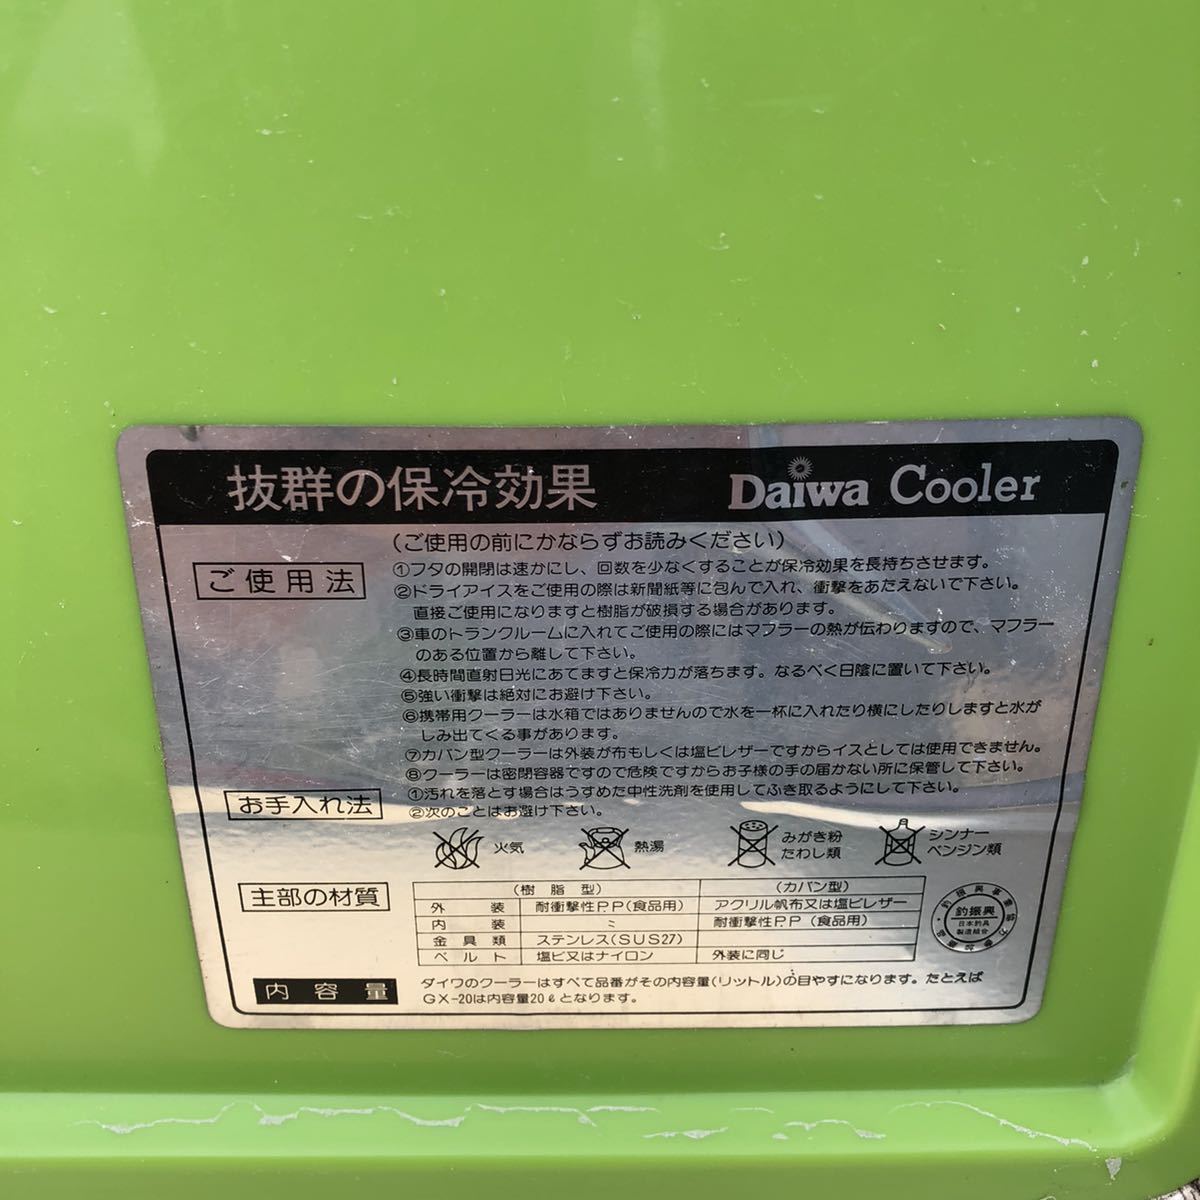 抜群の保冷効果 Daiwa Cooler
(ご使用の前にかならずお読みください)
ご使用法
①フタの開閉は速かにし、回数を少なくすることが保冷効果を長持ちさせます。
②ドライアイスをご使用の際は新聞紙等に包んで入れ、衝撃をあたえないで下さい。
直接ご使用になりますと樹脂が破損する場合があります。
③車のトランクルームに入れてご使用の際にはマフラーの熱が伝わりますので、マフラー
のある位置から離して下さい。
④長時間直射日光にあてますと保冷力が落ちます。なるべく日陰に置いて下さい。
⑤強い衝撃は絶対にお避け下さい。
⑥携帯用クーラーは水箱ではありませんので水を一杯に入れたり横にしたりしますと水が
しみ出てくる事があります。
⑦カバン型クーラーは外装が布もしくは塩ビレザーですからイスとしては使用できません。
⑧クーラーは密閉容器ですので危険ですからお子様の手の届かない所に保管して下さい。
お手入れ法
①汚れを落とす場合はうすめた中性洗剤を使用してふき取るようにして下さい。
②次のことはお避け下さい。
火気 熱湯 みがき粉 シンナー
たわし類 ベンジン類
主部の材質
(樹脂型) (カバン型)
外装 耐衝撃性P.P(食品用) アクリル帆布又は塩ビレザー
内装 ミ 耐衝撃性P.P(食品用)
金具類 ステンレス(SUS27)
ベルト 塩ビ又はナイロン 外装に同じ
釣振興
日本釣具
製造組合
内容量
ダイワのクーラーはすべて品番がその内容量(リットル)の目やすになります。たとえば
GX-20は内容量20ℓとなります。